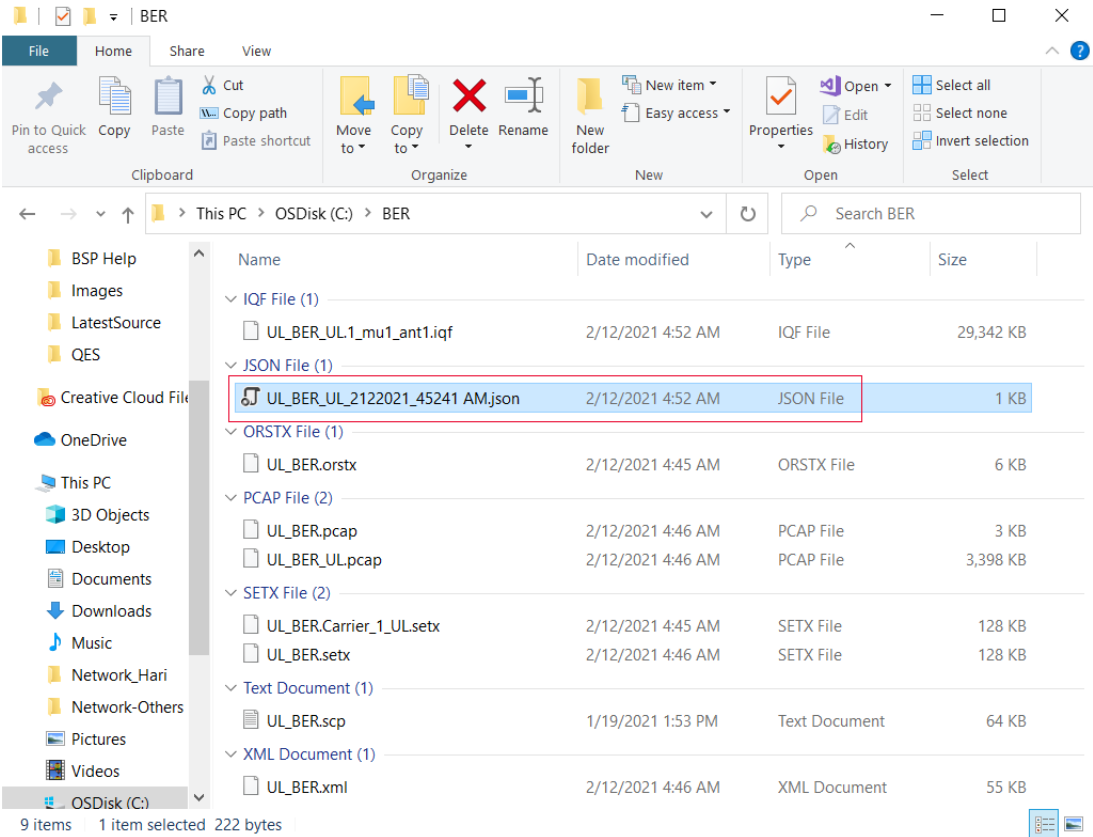 BER
File Home Share View
Pin to Quick access
Copy
Paste
Cut
Copy path
Paste shortcut
Clipboard
Move to
Copy to
Delete
Rename
Organize
New folder
New item
Easy access
New
Properties
Open
Edit
History
Open
Select all
Select none
Invert selection
Select
This PC > OSDisk (C:) > BER
Search BER
BSP Help
Images
LatestSource
QES
Creative Cloud File
OneDrive
This PC
3D Objects
Desktop
Documents
Downloads
Music
Network_Hari
Network-Others
Pictures
Videos
OSDisk (C:)
Name Date modified Type Size
IQF File (1)
UL_BER_UL.1_mu1_ant1.iqf 2/12/2021 4:52 AM IQF File 29,342 KB
JSON File (1)
UL_BER_UL_2122021_45241 AM.json 2/12/2021 4:52 AM JSON File 1 KB
ORSTX File (1)
UL_BER.orstx 2/12/2021 4:45 AM ORSTX File 6 KB
PCAP File (2)
UL_BER.pcap 2/12/2021 4:46 AM PCAP File 3 KB
UL_BER_UL.pcap 2/12/2021 4:46 AM PCAP File 3,398 KB
SETX File (2)
UL_BER.Carrier_1_UL.setx 2/12/2021 4:45 AM SETX File 128 KB
UL_BER.setx 2/12/2021 4:46 AM SETX File 128 KB
Text Document (1)
UL_BER.scp 1/19/2021 1:53 PM Text Document 64 KB
XML Document (1)
UL_BER.xml 2/12/2021 4:46 AM XML Document 55 KB
9 items 1 item selected 222 bytes